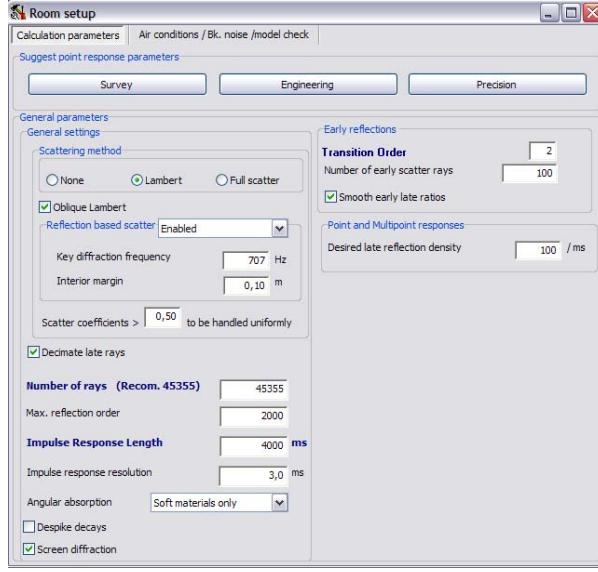 Room setup
Calculation parameters Air conditions / Bk. noise /model check
Suggest point response parameters
Survey Engineering Precision
General parameters
General settings
Scattering method
None Lambert Full scatter
Oblique Lambert
Reflection based scatter Enabled
Key diffraction frequency 707 Hz
Interior margin 0,10 m
Scatter coefficients > 0,50 to be handled uniformly
Decimate late rays
Number of rays (Recom. 45355) 45355
Max. reflection order 2000
Impulse Response Length 4000 ms
Impulse response resolution 3,0 ms
Angular absorption Soft materials only
Despike decays
Screen diffraction
Early reflections
Transition Order 2
Number of early scatter rays 100
Smooth early late ratios
Point and Multipoint responses
Desired late reflection density 100 / ms